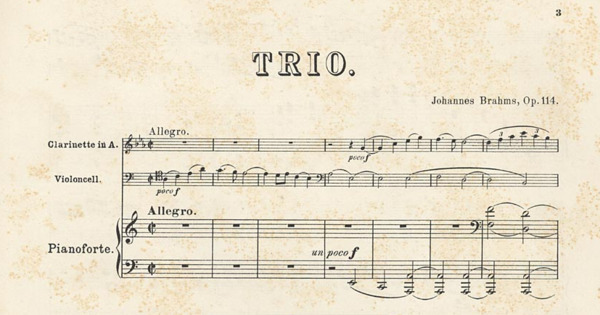 3
TRIO.
Johannes Brahms, Op. 114.
Allegro.
Clarinette in A.
poco f
3
Violoncell.
poco f
Allegro.
Pianoforte.
un poco f